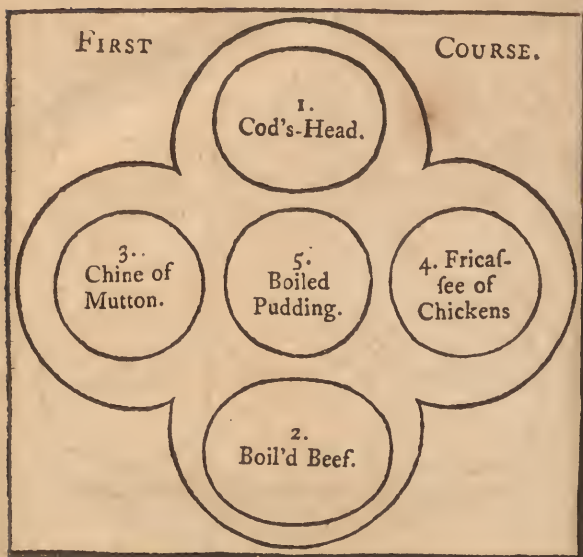 FIRST COURSE.
1.
Cod's-Head.
3..
Chine of
Mutton.
5.
Boiled
Pudding.
4. Fricaſ-
ſee of
Chickens
2.
Boil'd Beef.